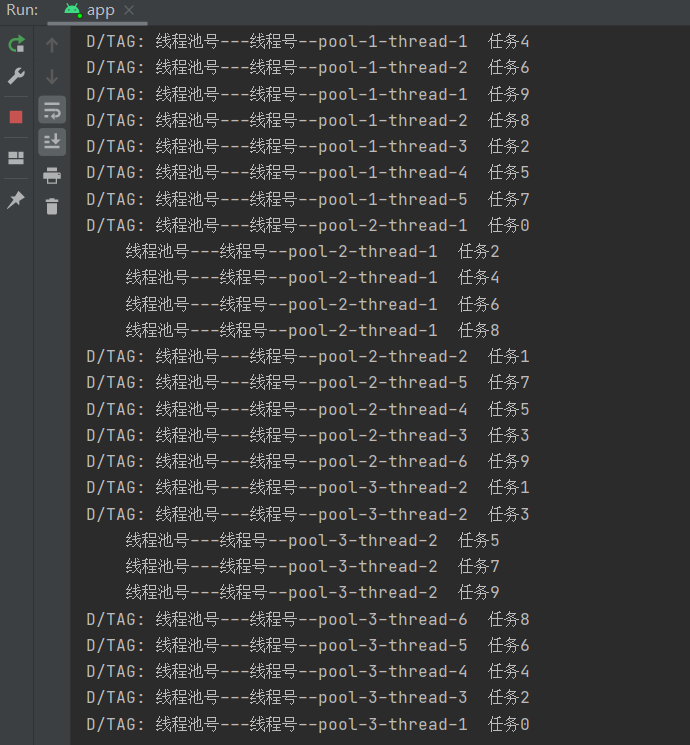 Run: app
D/TAG: 线程池号---线程号--pool-1-thread-1  任务4
D/TAG: 线程池号---线程号--pool-1-thread-2  任务6
D/TAG: 线程池号---线程号--pool-1-thread-1  任务9
D/TAG: 线程池号---线程号--pool-1-thread-2  任务8
D/TAG: 线程池号---线程号--pool-1-thread-3  任务2
D/TAG: 线程池号---线程号--pool-1-thread-4  任务5
D/TAG: 线程池号---线程号--pool-1-thread-5  任务7
D/TAG: 线程池号---线程号--pool-2-thread-1  任务0
    线程池号---线程号--pool-2-thread-1  任务2
    线程池号---线程号--pool-2-thread-1  任务4
    线程池号---线程号--pool-2-thread-1  任务6
    线程池号---线程号--pool-2-thread-1  任务8
D/TAG: 线程池号---线程号--pool-2-thread-2  任务1
D/TAG: 线程池号---线程号--pool-2-thread-5  任务7
D/TAG: 线程池号---线程号--pool-2-thread-4  任务5
D/TAG: 线程池号---线程号--pool-2-thread-3  任务3
D/TAG: 线程池号---线程号--pool-2-thread-6  任务9
D/TAG: 线程池号---线程号--pool-3-thread-2  任务1
D/TAG: 线程池号---线程号--pool-3-thread-2  任务3
    线程池号---线程号--pool-3-thread-2  任务5
    线程池号---线程号--pool-3-thread-2  任务7
    线程池号---线程号--pool-3-thread-2  任务9
D/TAG: 线程池号---线程号--pool-3-thread-6  任务8
D/TAG: 线程池号---线程号--pool-3-thread-5  任务6
D/TAG: 线程池号---线程号--pool-3-thread-4  任务4
D/TAG: 线程池号---线程号--pool-3-thread-3  任务2
D/TAG: 线程池号---线程号--pool-3-thread-1  任务0